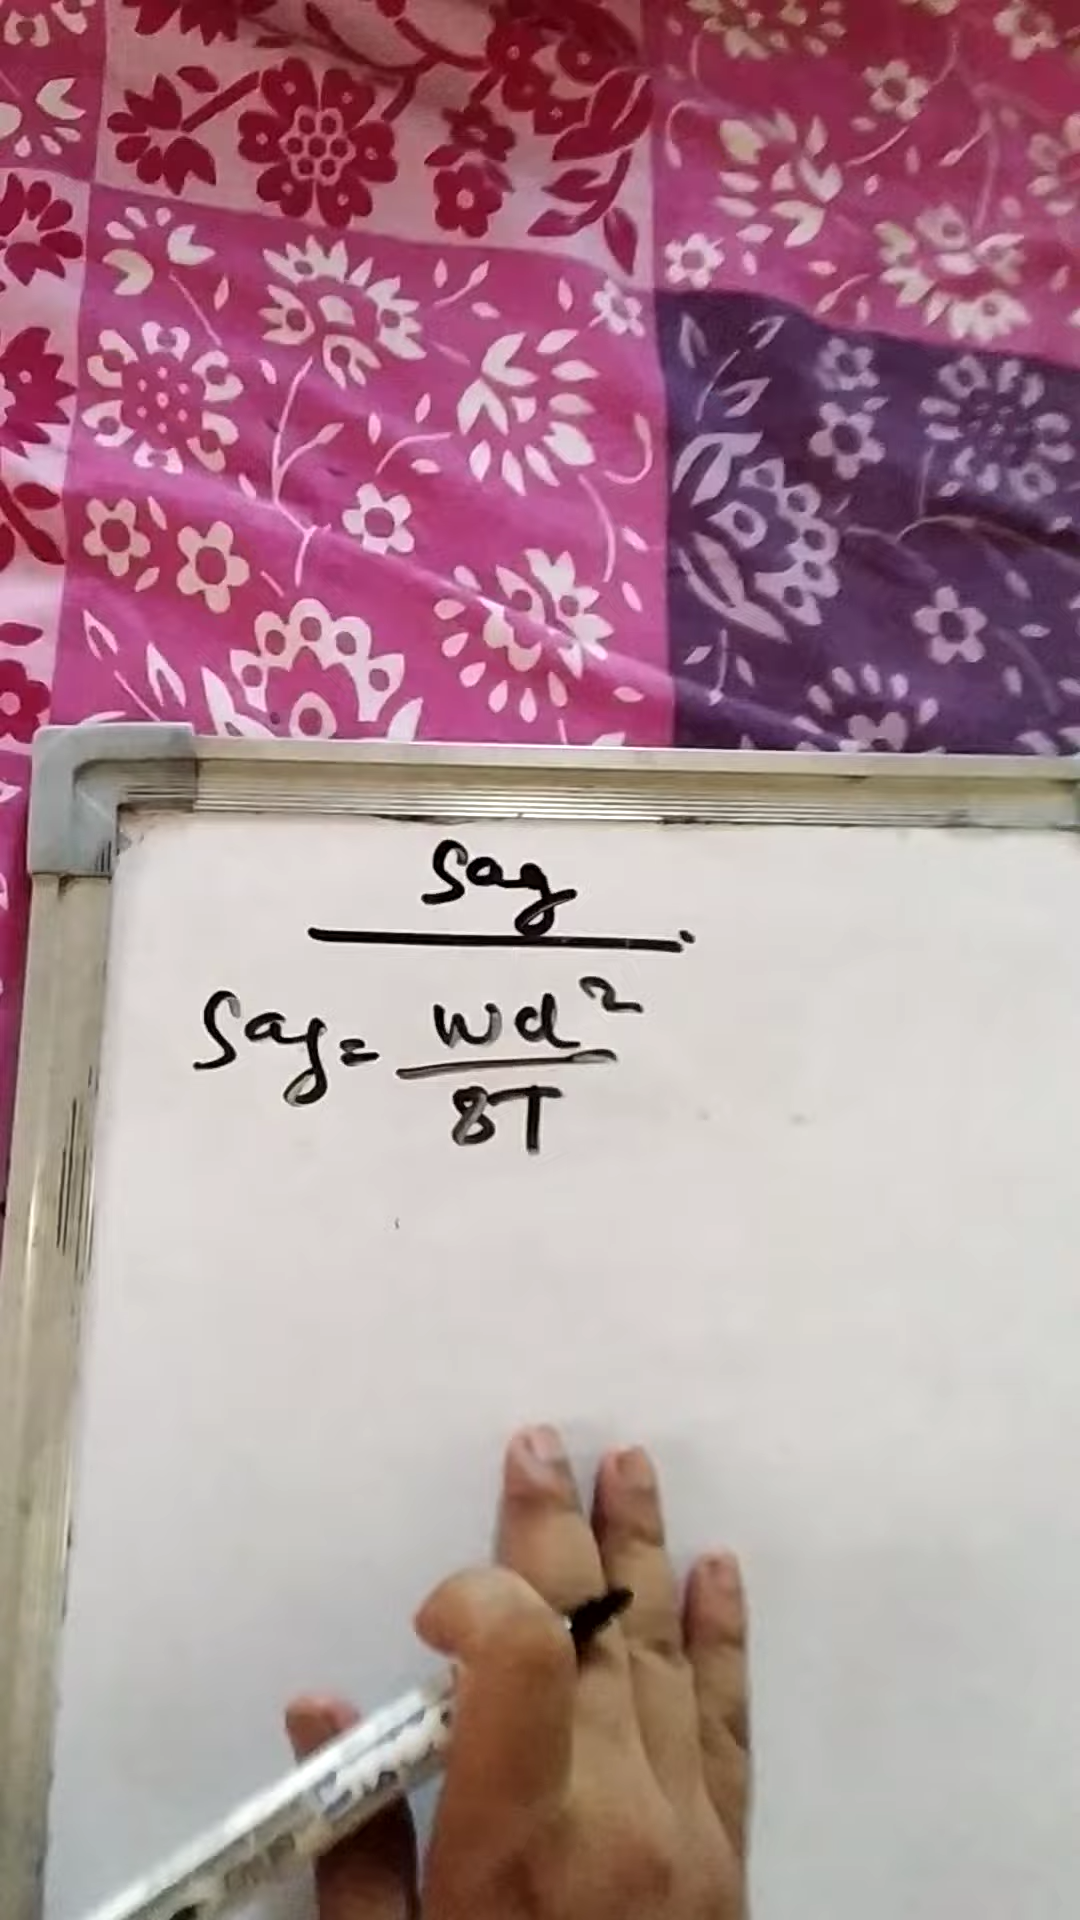 Sag
Sag = wd²
8T